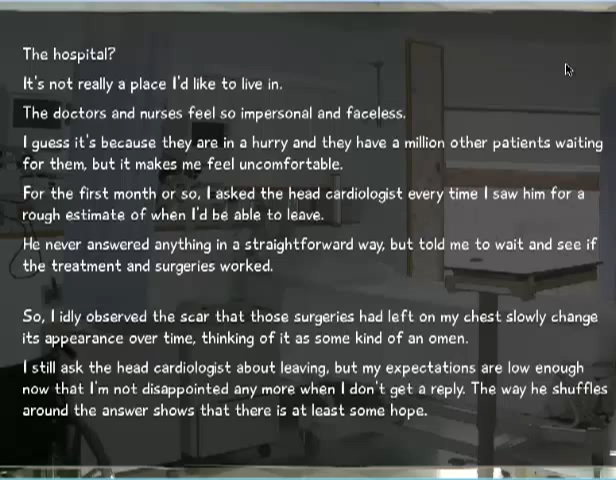 The hospital?
It's not really a place I'd like to live in.
The doctors and nurses feel so impersonal and faceless.
I guess it's because they are in a hurry and they have a million other patients waiting
for them, but it makes me feel uncomfortable.
For the first month or so, I asked the head cardiologist every time I saw him for a
rough estimate of when I'd be able to leave.
He never answered anything in a straightforward way, but told me to wait and see if
the treatment and surgeries worked.
So, I idly observed the scar that those surgeries had left on my chest slowly change
its appearance over time, thinking of it as some kind of an omen.
I still ask the head cardiologist about leaving, but my expectations are low enough
now that I'm not disappointed any more when I don't get a reply. The way he shuffles
around the answer shows that there is at least some hope.